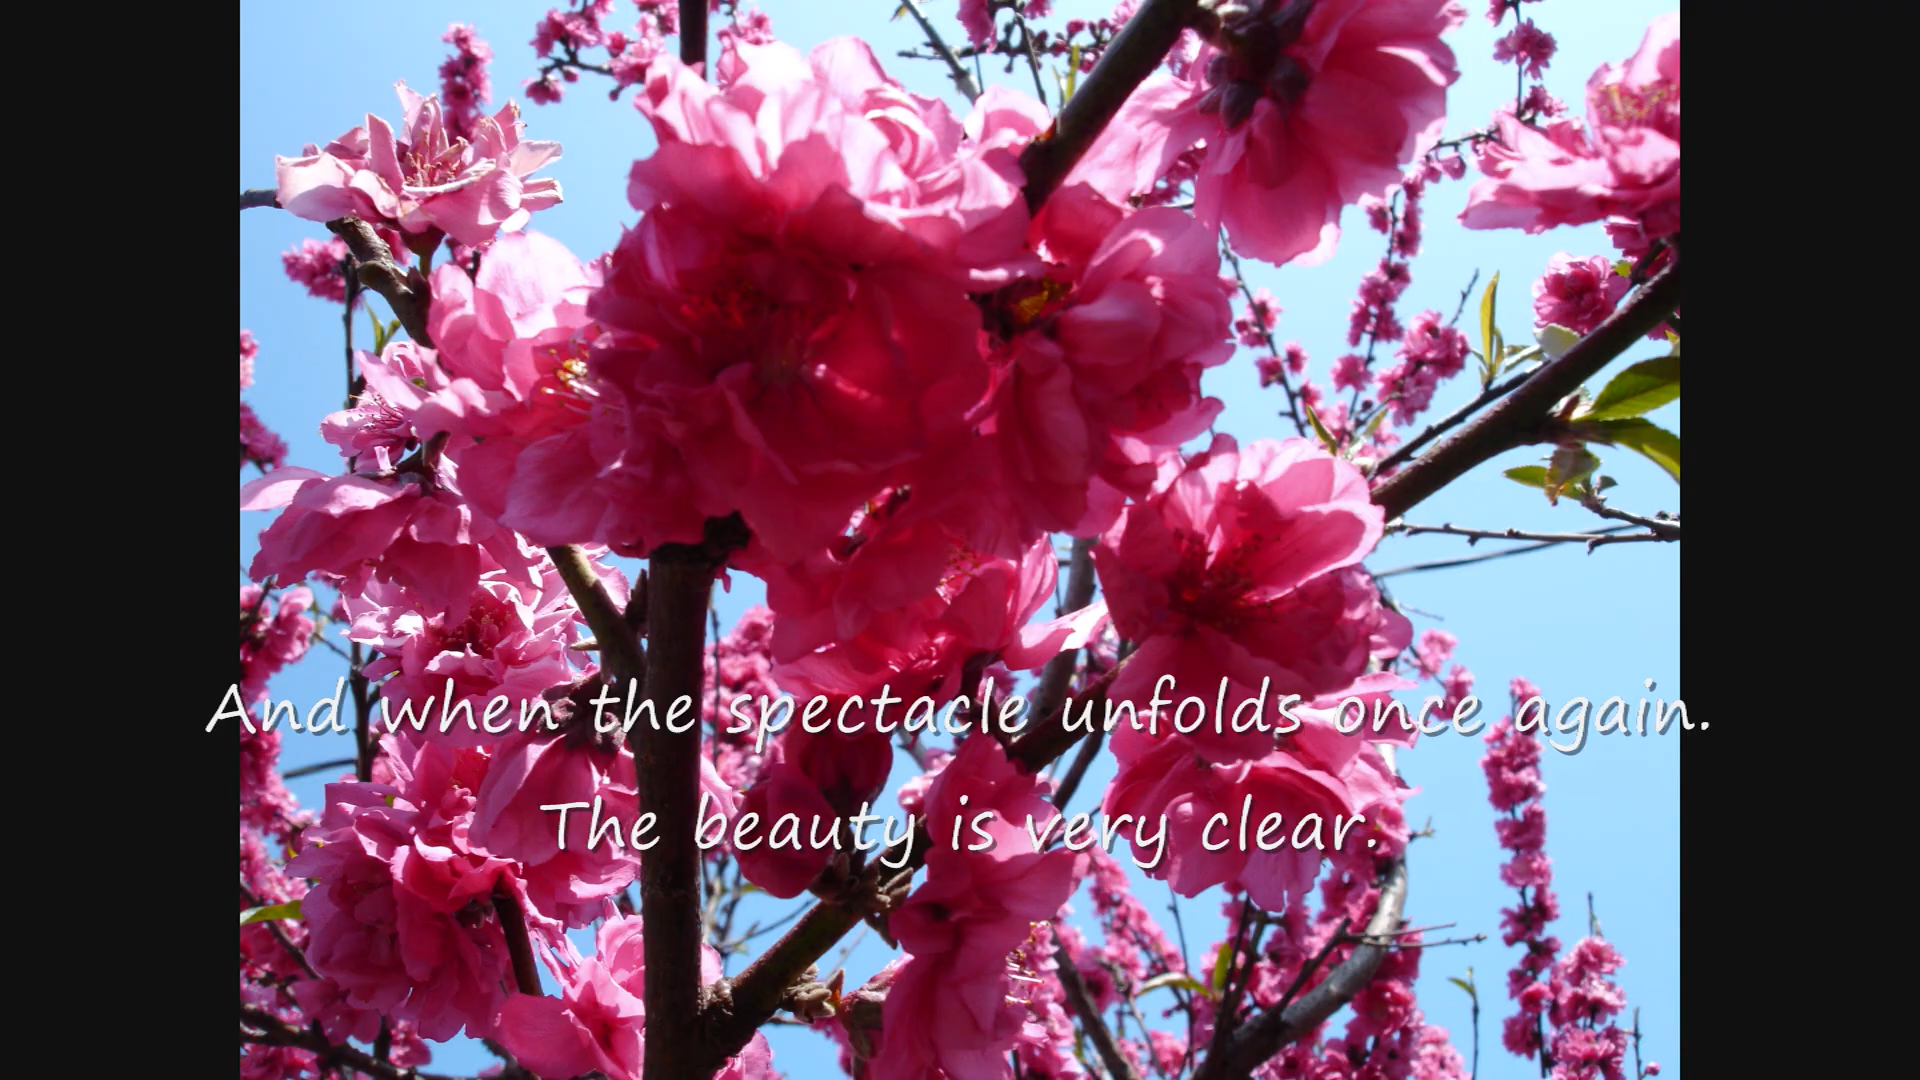 And when the spectacle unfolds once again.
The beauty is very clear.